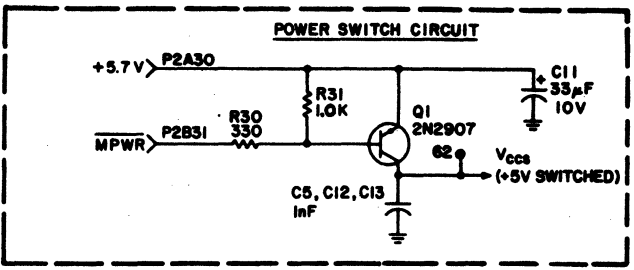 POWER SWITCH CIRCUIT
+5.7V P2A30
R31
1.0K
C11
+
33µF
10V
Q1
2N2907
R30
330
MPWR P2B31
62
VCCS
(+5V SWITCHED)
C5, C12, C13
1nF